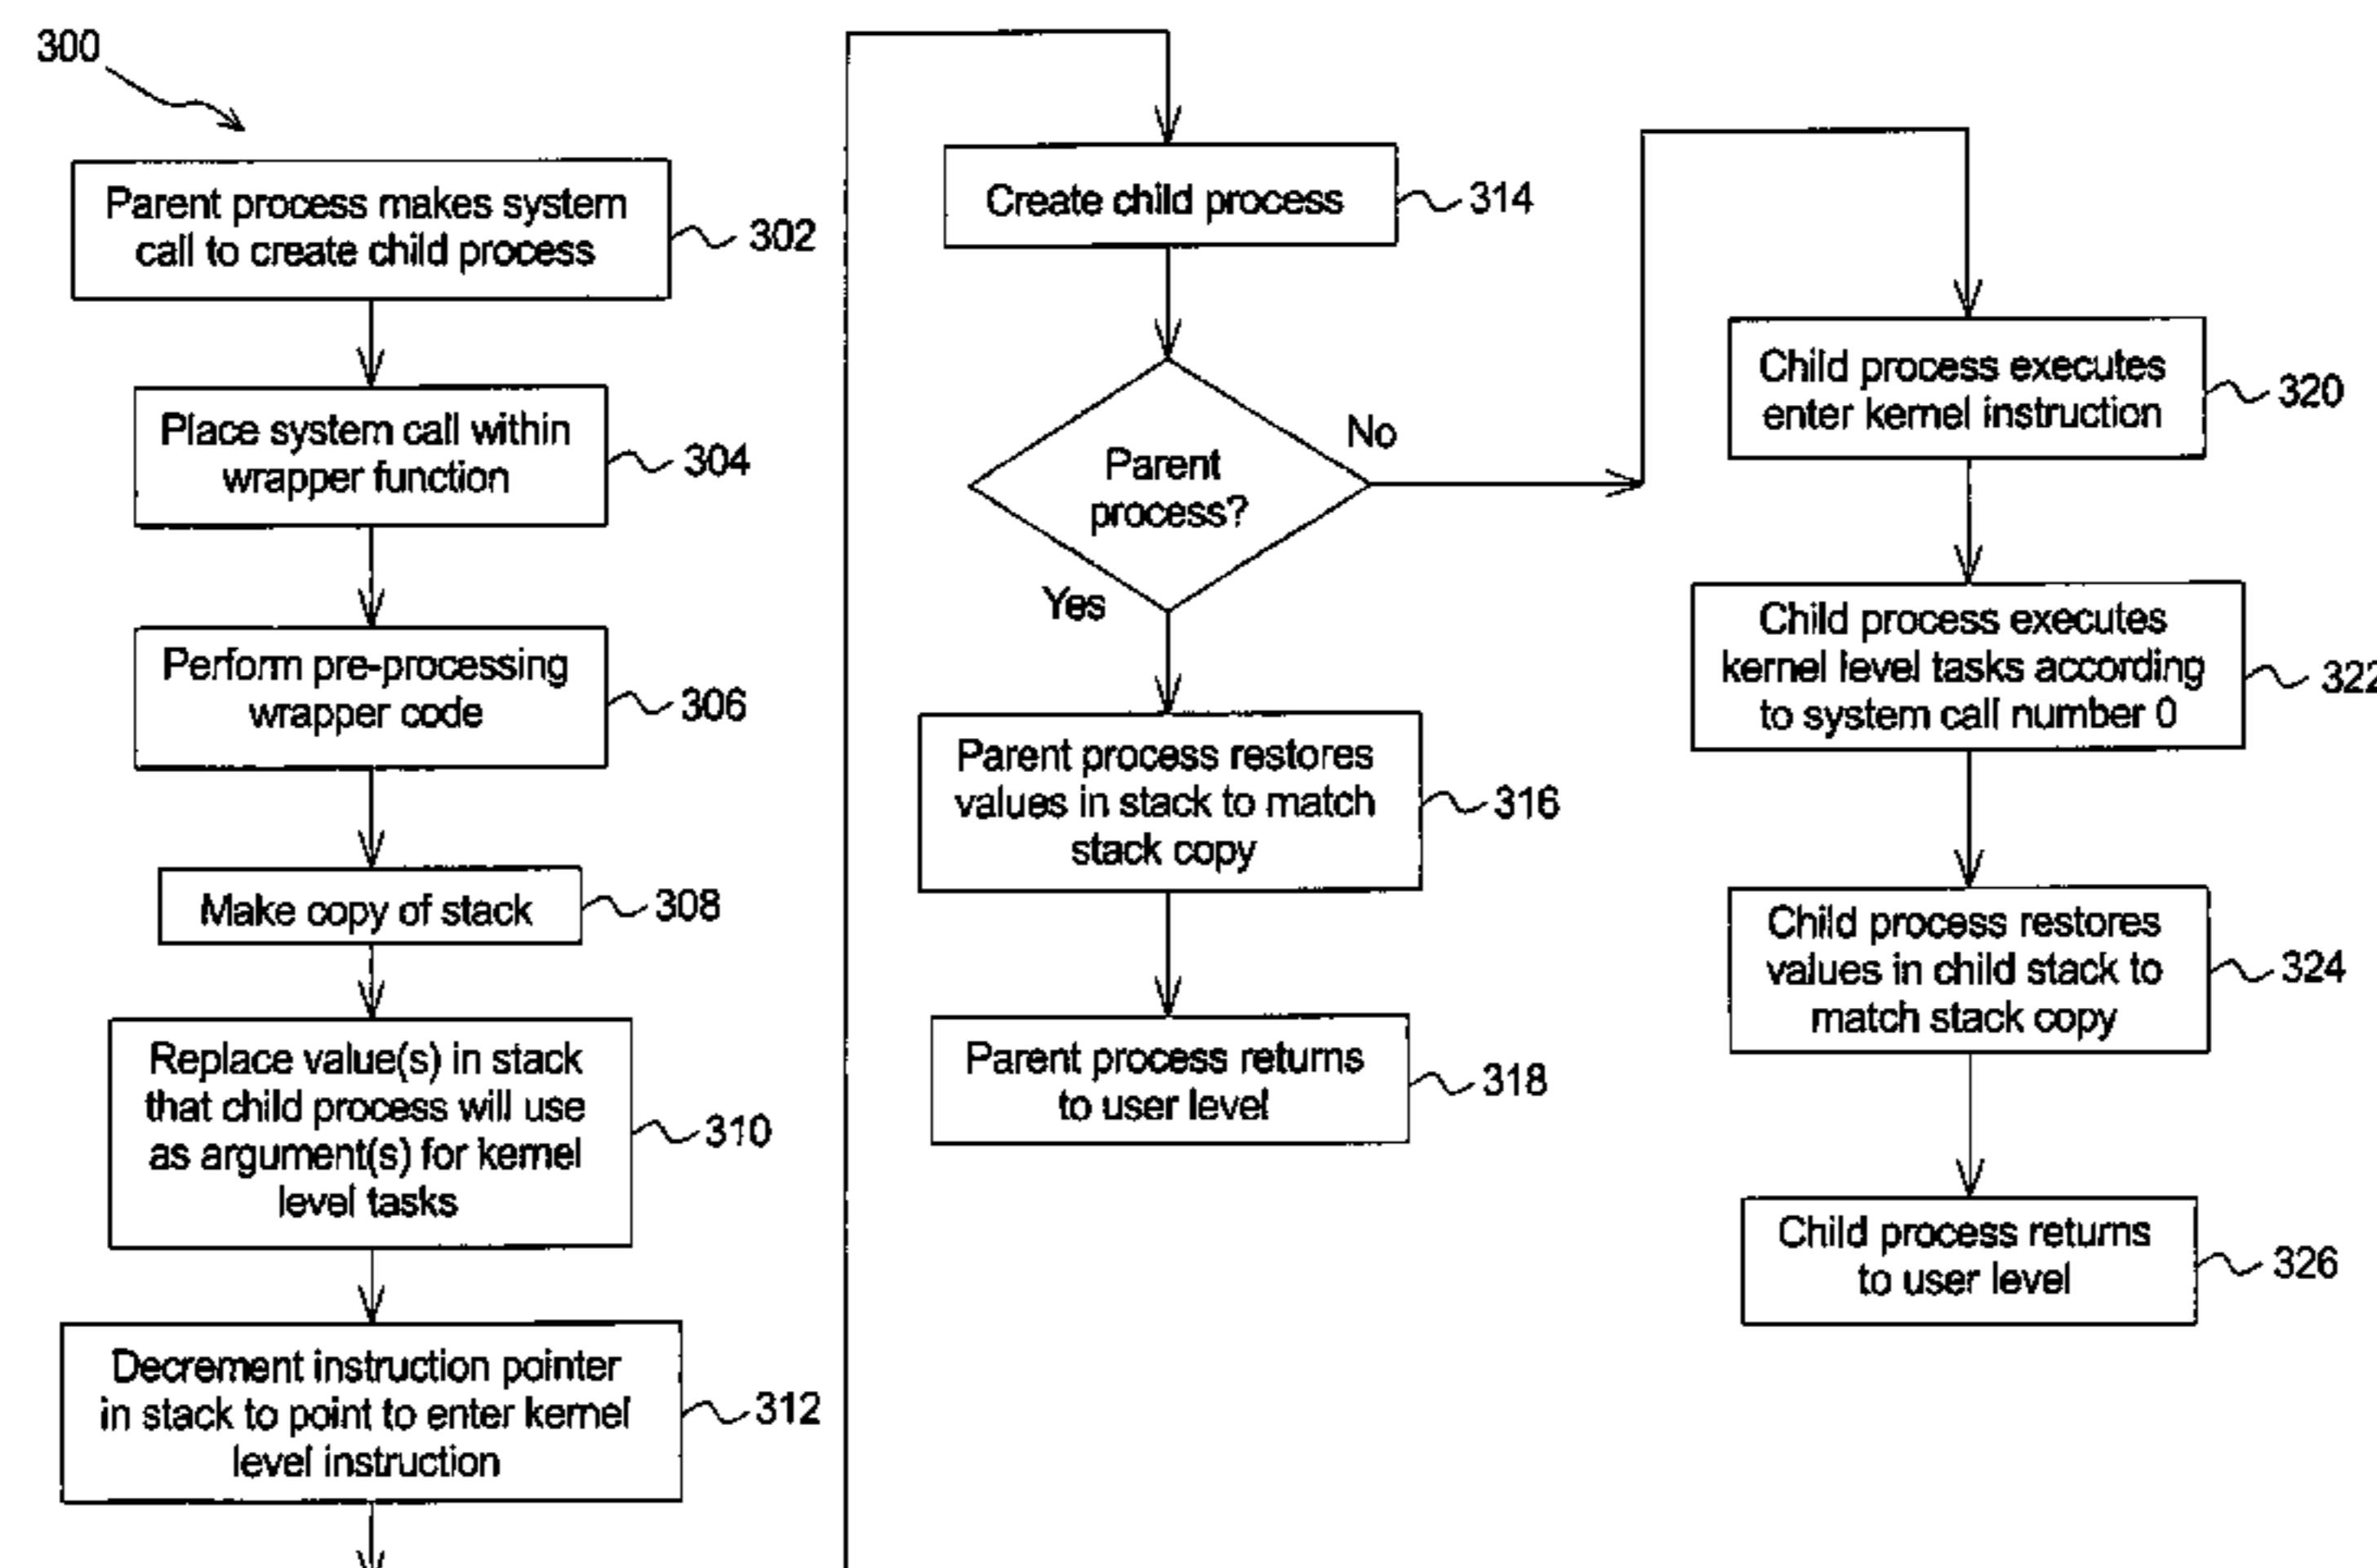 300
Parent process makes system
call to create child process
302
Place system call within
wrapper function
304
Perform pre-processing
wrapper code
306
Make copy of stack
308
Replace value(s) in stack
that child process will use
as argument(s) for kernel
level tasks
310
Decrement instruction pointer
in stack to point to enter kernel
level instruction
312
Create child process
314
Parent
process?
No
Yes
Parent process restores
values in stack to match
stack copy
316
Parent process returns
to user level
318
Child process executes
enter kernel instruction
320
Child process executes
kernel level tasks according
to system call number 0
322
Child process restores
values in child stack to
match stack copy
324
Child process returns
to user level
326